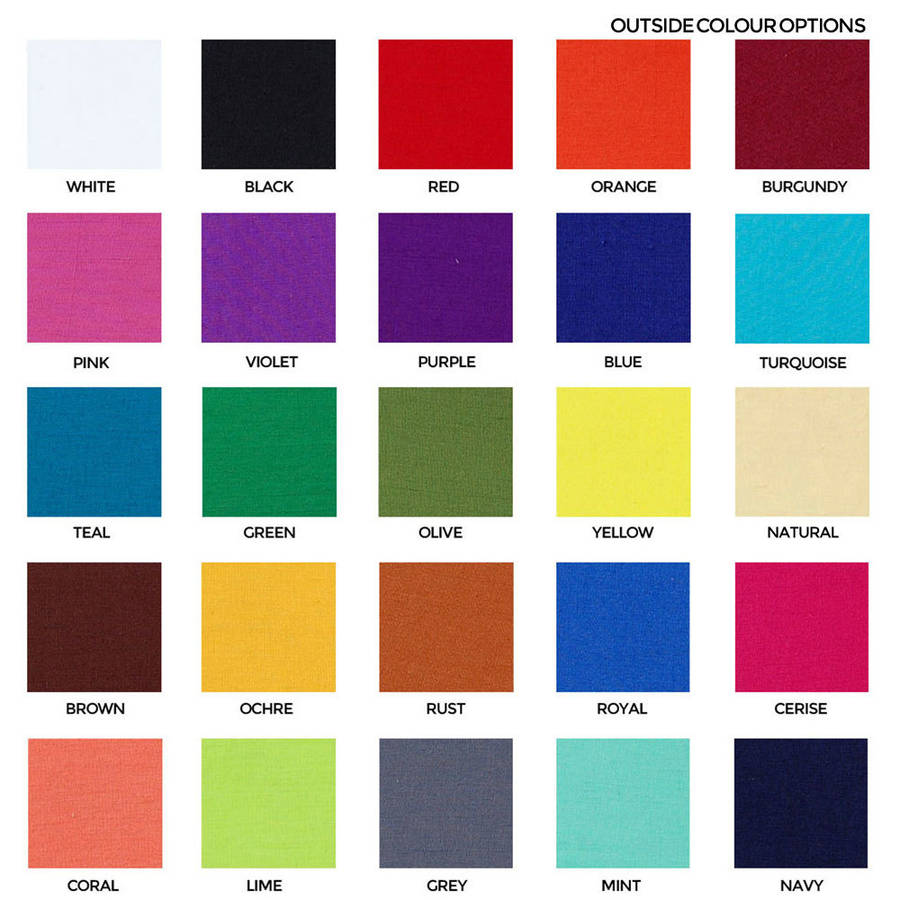 OUTSIDE COLOUR OPTIONS
WHITE BLACK RED ORANGE BURGUNDY
PINK VIOLET PURPLE BLUE TURQUOISE
TEAL GREEN OLIVE YELLOW NATURAL
BROWN OCHRE RUST ROYAL CERISE
CORAL LIME GREY MINT NAVY